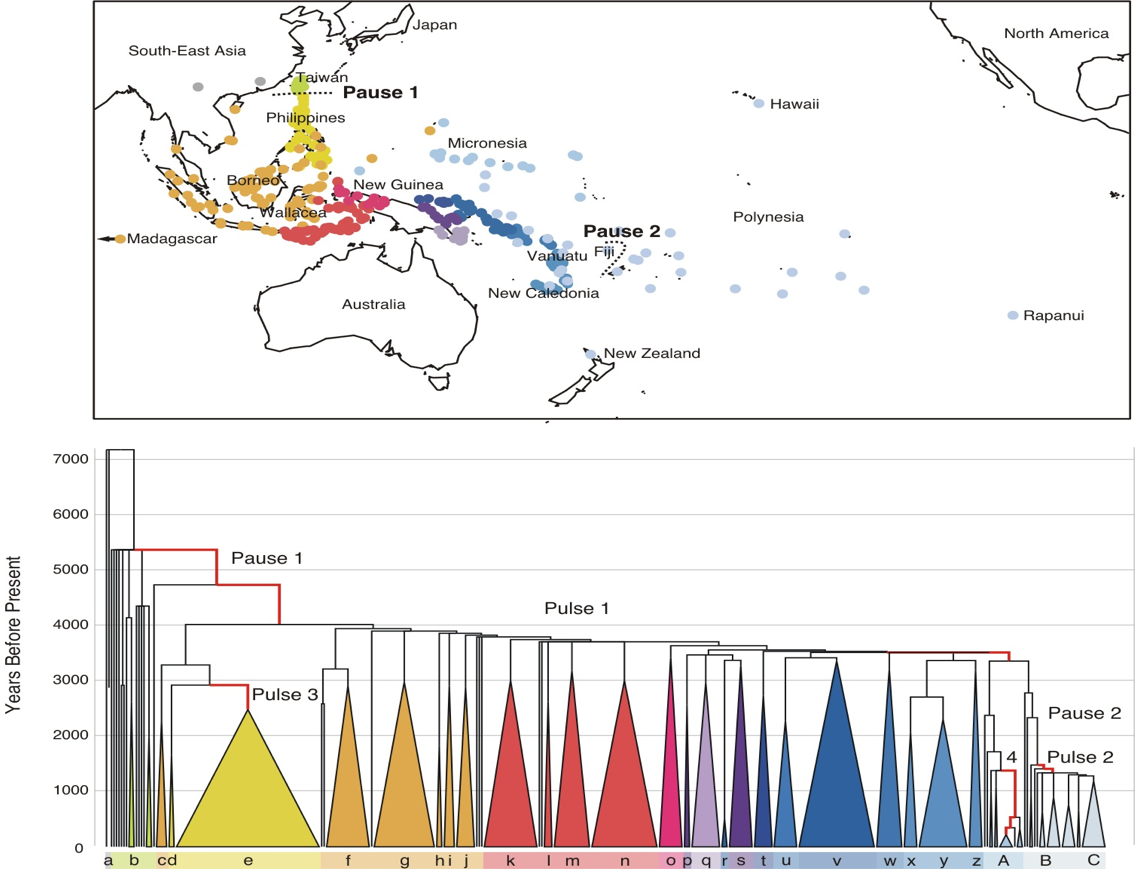 Japan
North America
South-East Asia
Taiwan
Pause 1
Hawaii
Philippines
Micronesia
Borneo
New Guinea
Wallacea
Polynesia
Madagascar
Pause 2
Vanuatu
Fiji
New Caledonia
Australia
Rapanui
New Zealand
Years Before Present
7000
6000
5000
4000
3000
2000
1000
0
Pause 1
Pulse 1
Pulse 3
Pause 2
4
Pulse 2
a b c d e f g h i j k l m n o p q r s t u v w x y z A B C